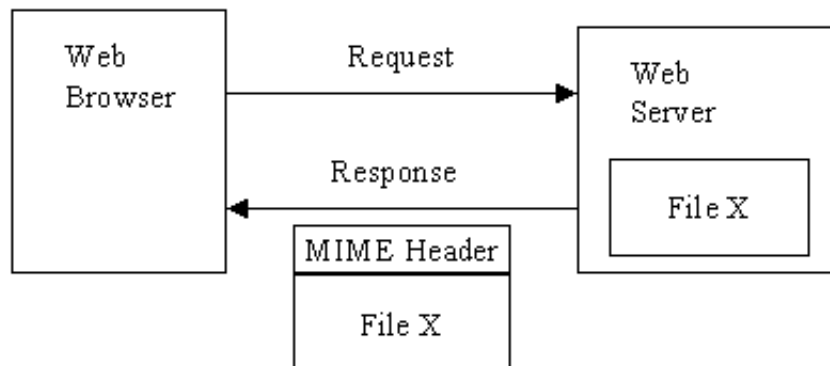 Web
Browser
Request
Web
Server
Response
File X
MIME Header
File X